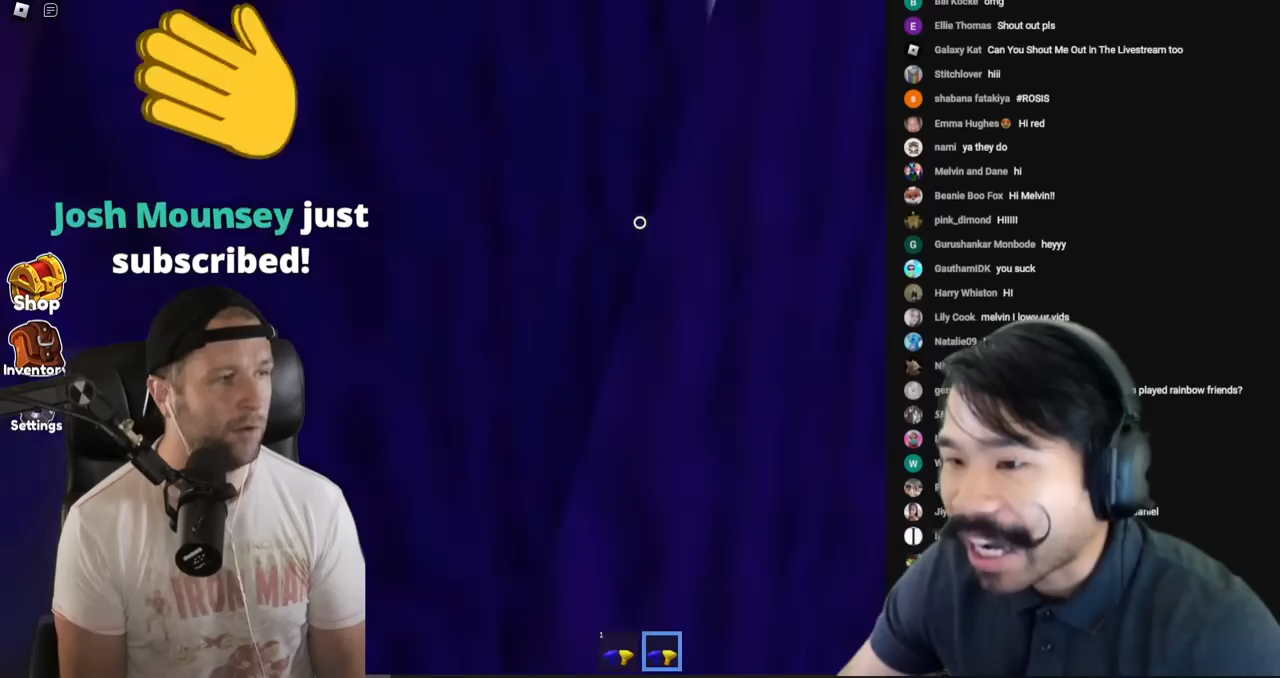 Josh Mounsey just
subscribed!
Shop
Inventory
Settings
IRON MAN
1
Bill Kocke omg
E Ellie Thomas Shout out pls
Galaxy Kat Can You Shout Me Out in The Livestream too
Stitchlover hiii
s shabana fatakiya #ROSIS
Emma Hughes😍 Hi red
nami ya they do
Melvin and Dane hi
Beanie Boo Fox Hi Melvin!!
pink_dimond HIIIIII
G Gurushankar Monbode heyyy
GauthamIDK you suck
Harry Whiston HI
Lily Cook melvin I lowv ur vids
Natalie09
played rainbow friends?
W